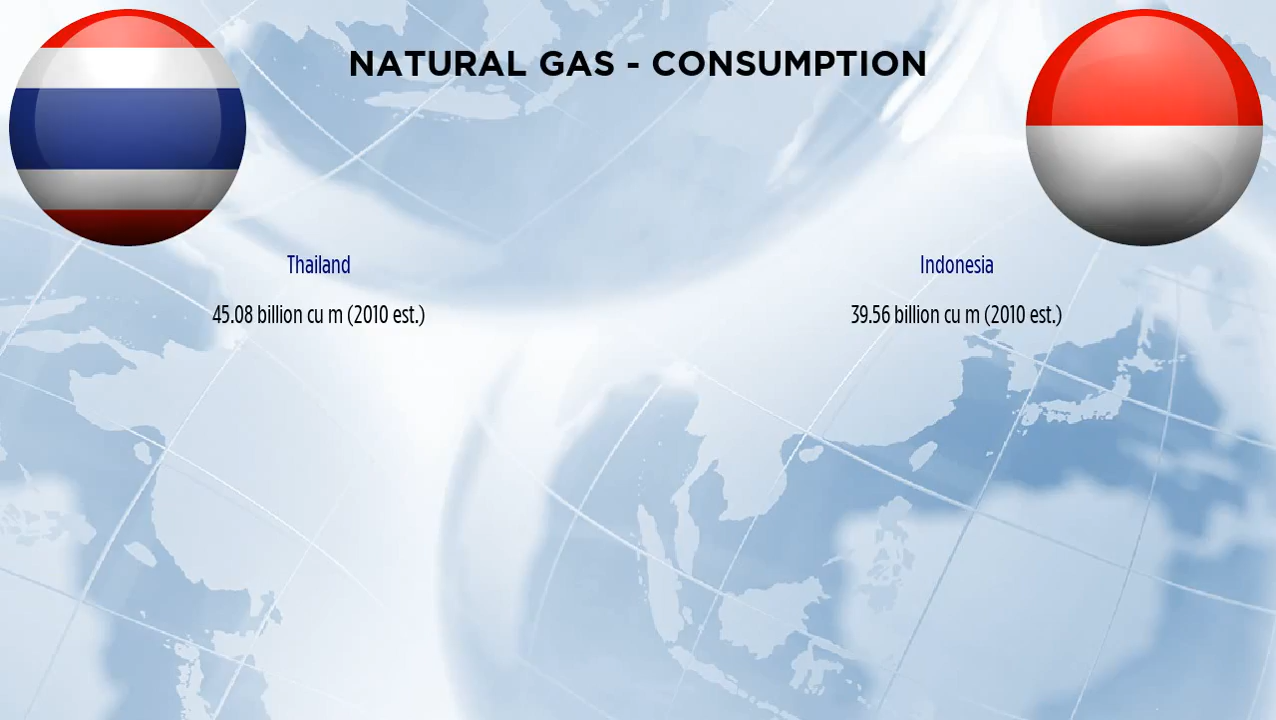 NATURAL GAS - CONSUMPTION
Thailand
Indonesia
45.08 billion cu m (2010 est.)
39.56 billion cu m (2010 est.)